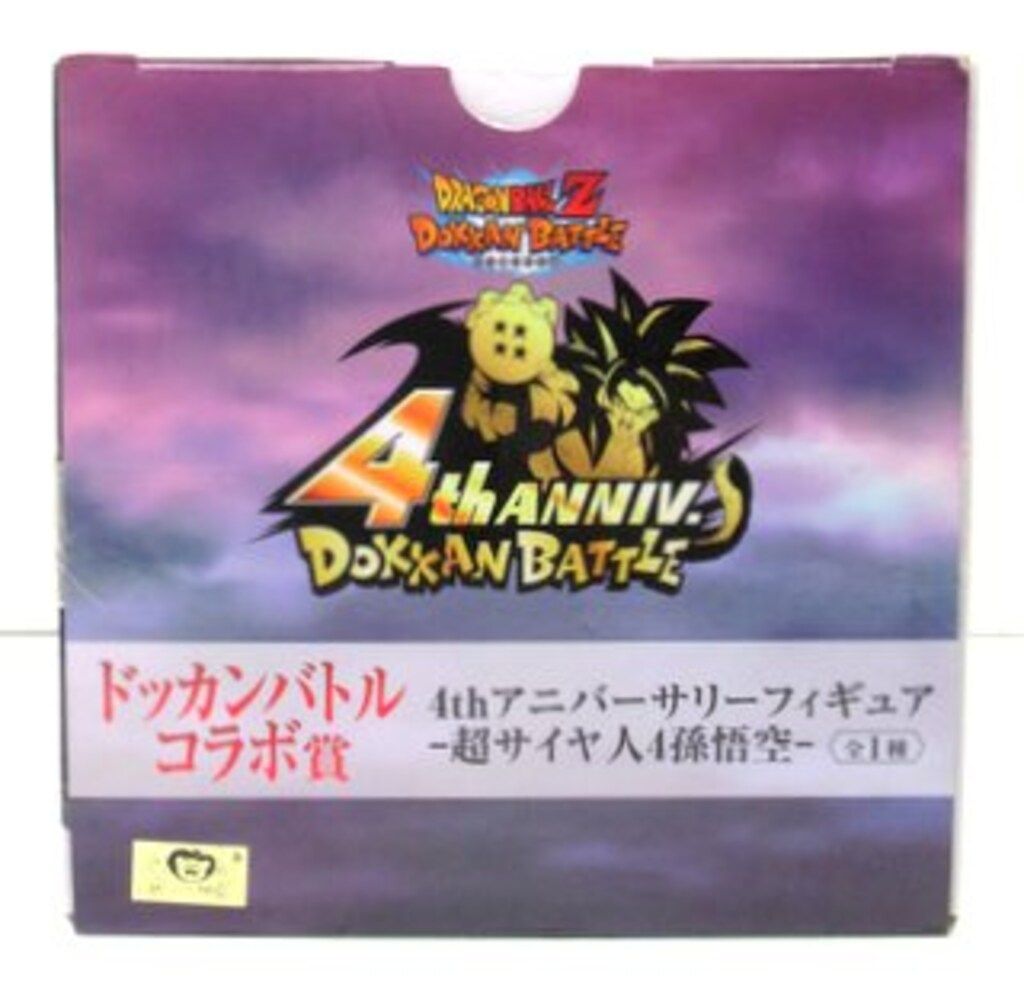 DRAGON BALL Z
DOKKAN BATTLE
4th ANNIV.
DOKKAN BATTLE
ドッカンバトル
コラボ賞
4thアニバーサリーフィギュア
-超サイヤ人4孫悟空-
全1種